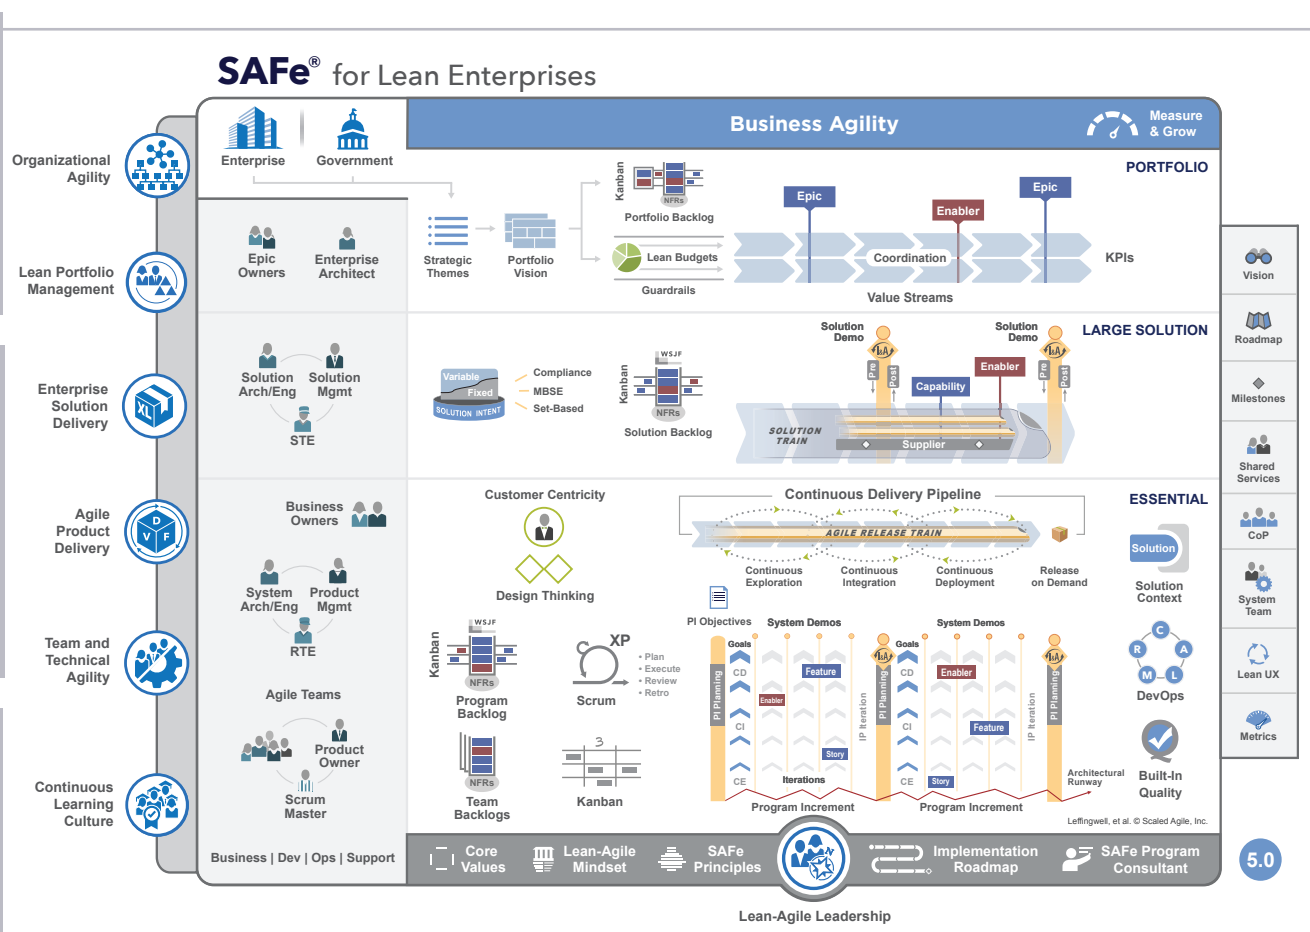 SAFe® for Lean Enterprises
Organizational
Agility
Lean Portfolio
Management
Enterprise
Solution
Delivery
XL
Agile
Product
Delivery
D
V F
Team and
Technical
Agility
Continuous
Learning
Culture
Enterprise
Government
Business Agility
Measure
& Grow
PORTFOLIO
Epic
Owners
Enterprise
Architect
Strategic
Themes
Portfolio
Vision
Kanban
NFRs
Portfolio Backlog
Lean Budgets
Guardrails
Epic
Enabler
Epic
Coordination
KPIs
Value Streams
LARGE SOLUTION
Solution
Arch/Eng
Solution
Mgmt
STE
Variable
Fixed
SOLUTION INTENT
Compliance
MBSE
Set-Based
WSJF
Kanban
NFRs
Solution Backlog
Solution
Demo
I&A
Pre
Post
Capability
Enabler
Solution
Demo
I&A
Pre
Post
SOLUTION
TRAIN
Supplier
ESSENTIAL
Business
Owners
System
Arch/Eng
Product
Mgmt
RTE
Agile Teams
Product
Owner
Scrum
Master
Business | Dev | Ops | Support
Customer Centricity
Design Thinking
WSJF
Kanban
NFRs
Program
Backlog
XP
Scrum
• Plan
• Execute
• Review
• Retro
NFRs
Team
Backlogs
3
Kanban
Continuous Delivery Pipeline
AGILE RELEASE TRAIN
Continuous
Exploration
Continuous
Integration
Continuous
Deployment
Release
on Demand
PI Objectives
System Demos
System Demos
Goals
CD
CI
CE
PI Planning
Feature
Enabler
Story
Iterations
IP Iteration
I&A
PI Planning
Goals
CD
CI
CE
Enabler
Feature
Story
IP Iteration
I&A
PI Planning
Program Increment
Program Increment
Architectural
Runway
Solution
Solution
Context
C
R A
M L
DevOps
Built-In
Quality
Leffingwell, et al. © Scaled Agile, Inc.
Vision
Roadmap
Milestones
Shared
Services
CoP
System
Team
Lean UX
Metrics
Core
Values
Lean-Agile
Mindset
SAFe
Principles
N
Implementation
Roadmap
SAFe Program
Consultant
5.0
Lean-Agile Leadership